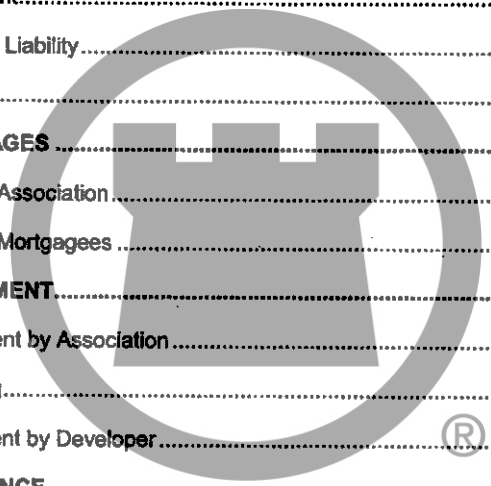 Liability
AGES
Association
Mortgagees
MENT
ent by Association
ent by Developer
®
NCE